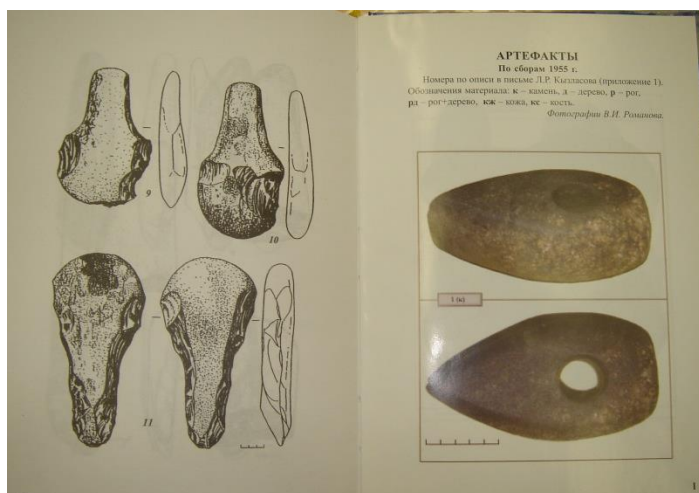 9
10
11
АРТЕФАКТЫ
По сборам 1955 г.
Номера по описи в письме Л.Р. Кызласова (приложение 1).
Обозначения материала: к – камень, д – дерево, р – рог,
рд – рог+дерево, кж – кожа, кс – кость.
Фотографии В.И. Романова.
1 (к)
1